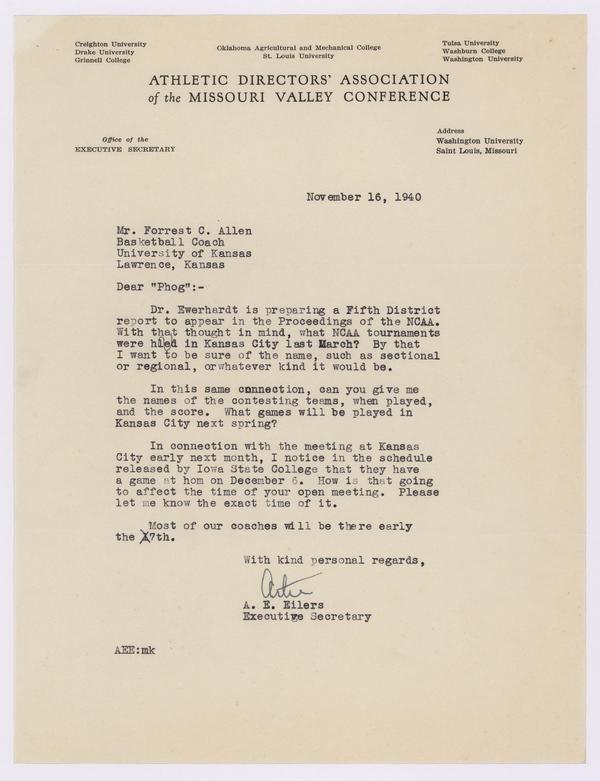 Creighton University
Drake University
Grinnell College
Oklahoma Agricultural and Mechanical College
St. Louis University
Tulsa University
Washburn College
Washington University
ATHLETIC DIRECTORS' ASSOCIATION
of the MISSOURI VALLEY CONFERENCE
Office of the
EXECUTIVE SECRETARY
Address
Washington University
Saint Louis, Missouri
November 16, 1940
Mr. Forrest C. Allen
Basketball Coach
University of Kansas
Lawrence, Kansas
Dear "Phog":-
Dr. Ewerhardt is preparing a Fifth District
report to appear in the Proceedings of the NCAA.
With that thought in mind, what NCAA tournaments
were held in Kansas City last March? By that
I want to be sure of the name, such as sectional
or regional, orwhatever kind it would be.
In this same connection, can you give me
the names of the contesting teams, when played,
and the score. What games will be played in
Kansas City next spring?
In connection with the meeting at Kansas
City early next month, I notice in the schedule
released by Iowa State College that they have
a game at hom on December 6. How is that going
to affect the time of your open meeting. Please
let me know the exact time of it.
Most of our coaches will be there early
the 7th.
With kind personal regards,
Artie
A. E. Eilers
Executive Secretary
AEE:mk